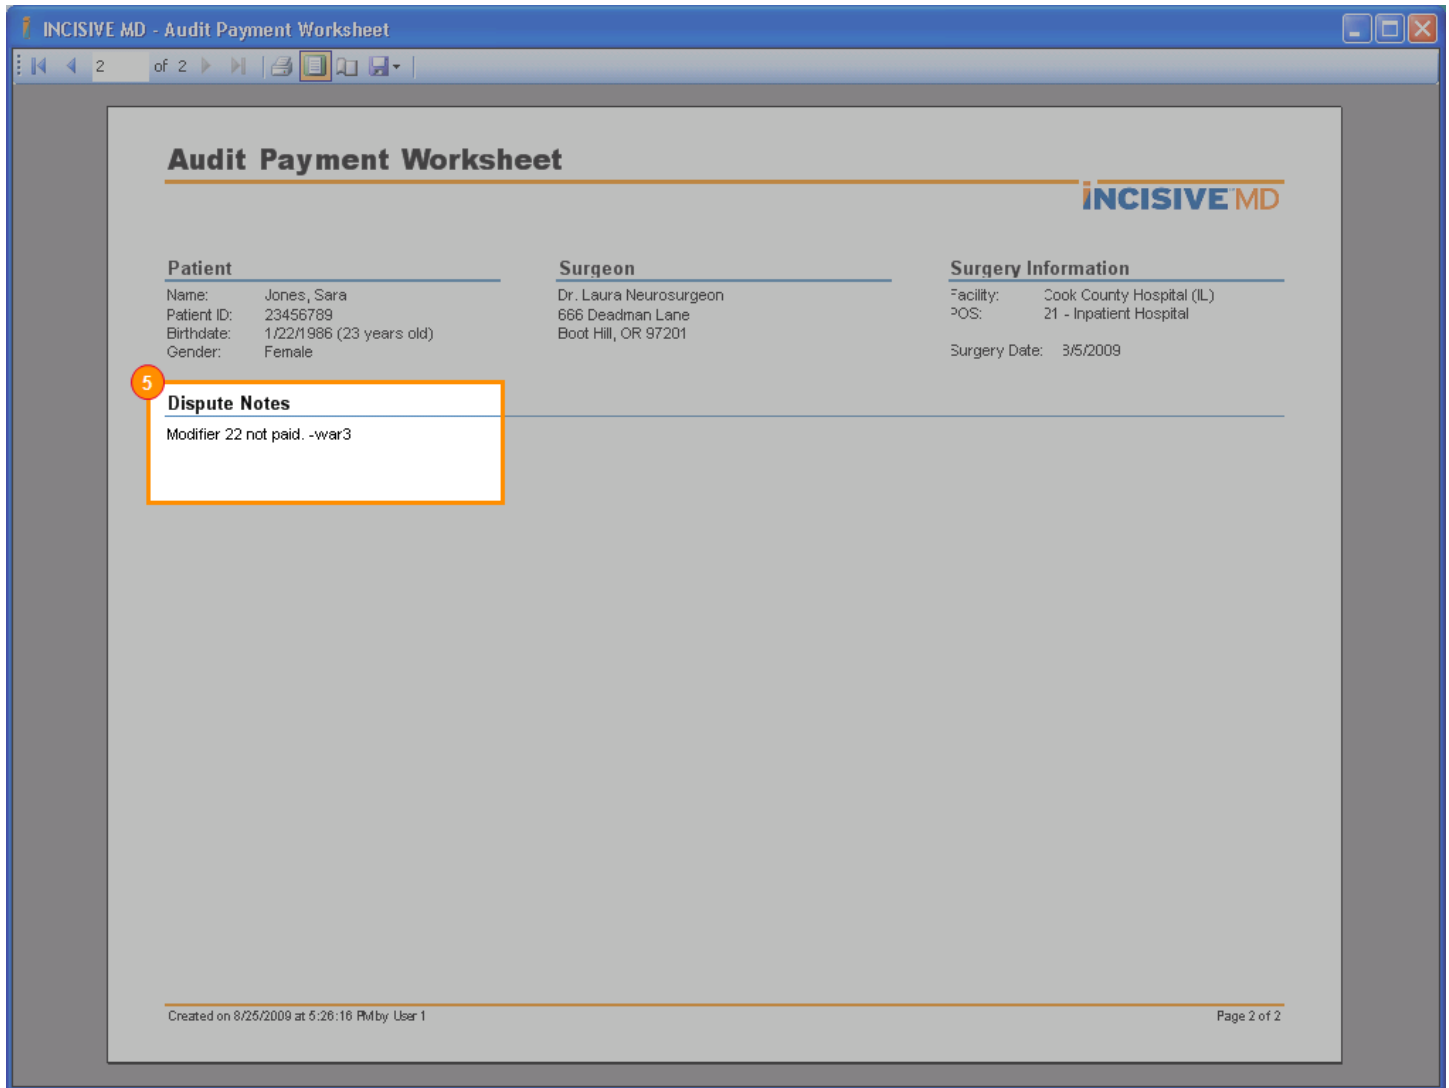 INCISIVE MD - Audit Payment Worksheet
2 of 2
Audit Payment Worksheet
INCISIVE MD
Patient
Name: Jones, Sara
Patient ID: 23456789
Birthdate: 1/22/1986 (23 years old)
Gender: Female
Surgeon
Dr. Laura Neurosurgeon
666 Deadman Lane
Boot Hill, OR 97201
Surgery Information
Facility: Cook County Hospital (IL)
POS: 21 - Inpatient Hospital
Surgery Date: 8/5/2009
5
Dispute Notes
Modifier 22 not paid. -war3
Created on 8/25/2009 at 5:26:16 PM by User 1
Page 2 of 2